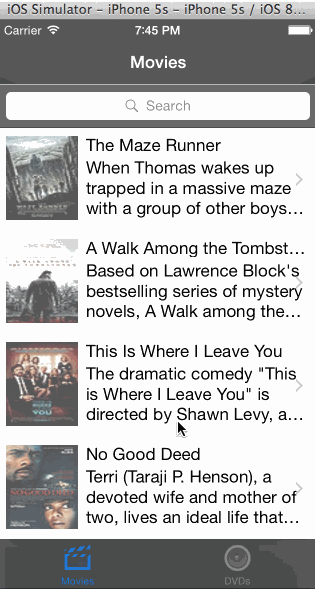 iOS Simulator - iPhone 5s - iPhone 5s / iOS 8...
Carrier 7:45 PM
Movies
Search
The Maze Runner
When Thomas wakes up
trapped in a massive maze
with a group of other boys...
A Walk Among the Tombst...
Based on Lawrence Block's
bestselling series of mystery
novels, A Walk among the...
This Is Where I Leave You
The dramatic comedy "This
is Where I Leave You" is
directed by Shawn Levy, a...
No Good Deed
Terri (Taraji P. Henson), a
devoted wife and mother of
two, lives an ideal life that...
Movies DVDs